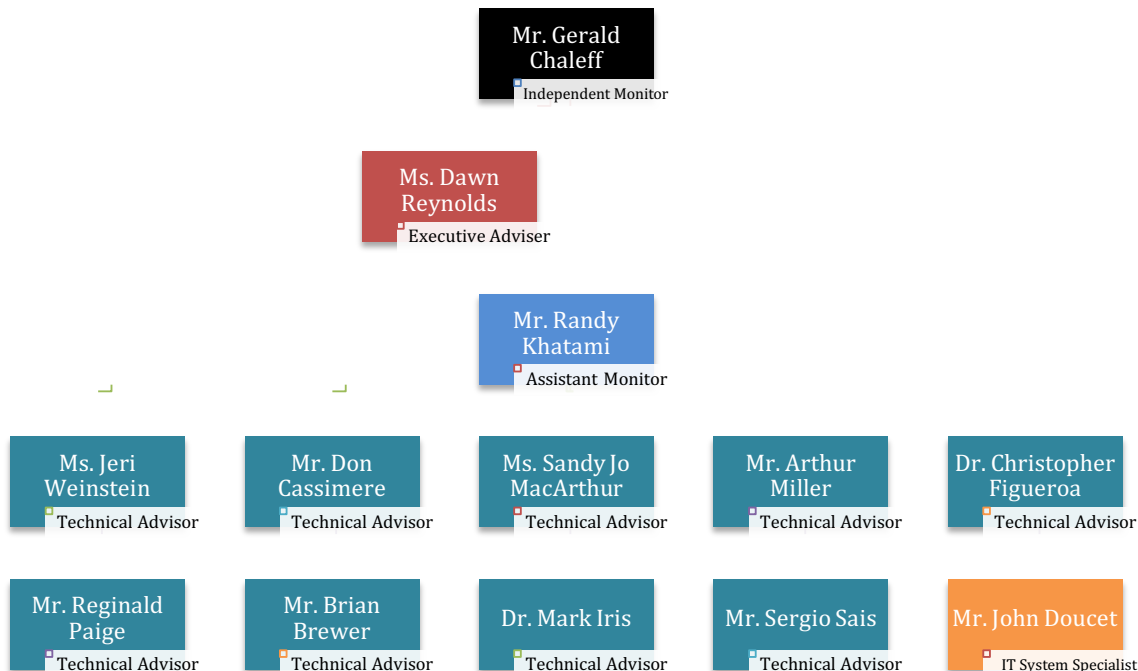 Mr. Gerald
Chaleff
Independent Monitor
Ms. Dawn
Reynolds
Executive Adviser
Mr. Randy
Khatami
Assistant Monitor
Ms. Jeri
Weinstein
Technical Advisor
Mr. Don
Cassimere
Technical Advisor
Ms. Sandy Jo
MacArthur
Technical Advisor
Mr. Arthur
Miller
Technical Advisor
Dr. Christopher
Figueroa
Technical Advisor
Mr. Reginald
Paige
Technical Advisor
Mr. Brian
Brewer
Technical Advisor
Dr. Mark Iris
Technical Advisor
Mr. Sergio Sais
Technical Advisor
Mr. John Doucet
IT System Specialist